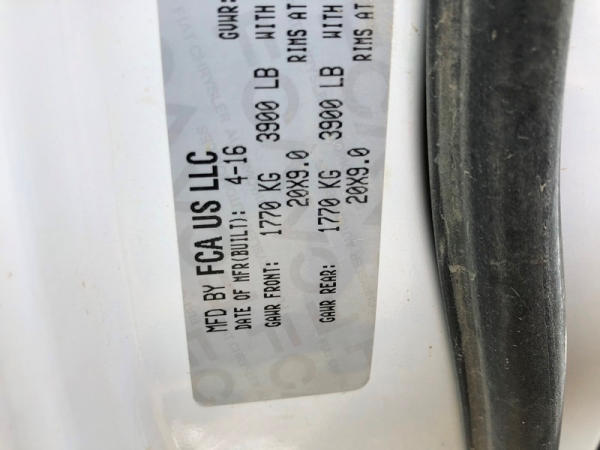 MFD BY FCA US LLC
DATE OF MFR(BUILT): 4-16 GVWR:
GAWR FRONT: 1770 KG 3900 LB WITH
20X9.0 RIMS AT
GAWR REAR: 1770 KG 3900 LB WITH
20X9.0 RIMS AT